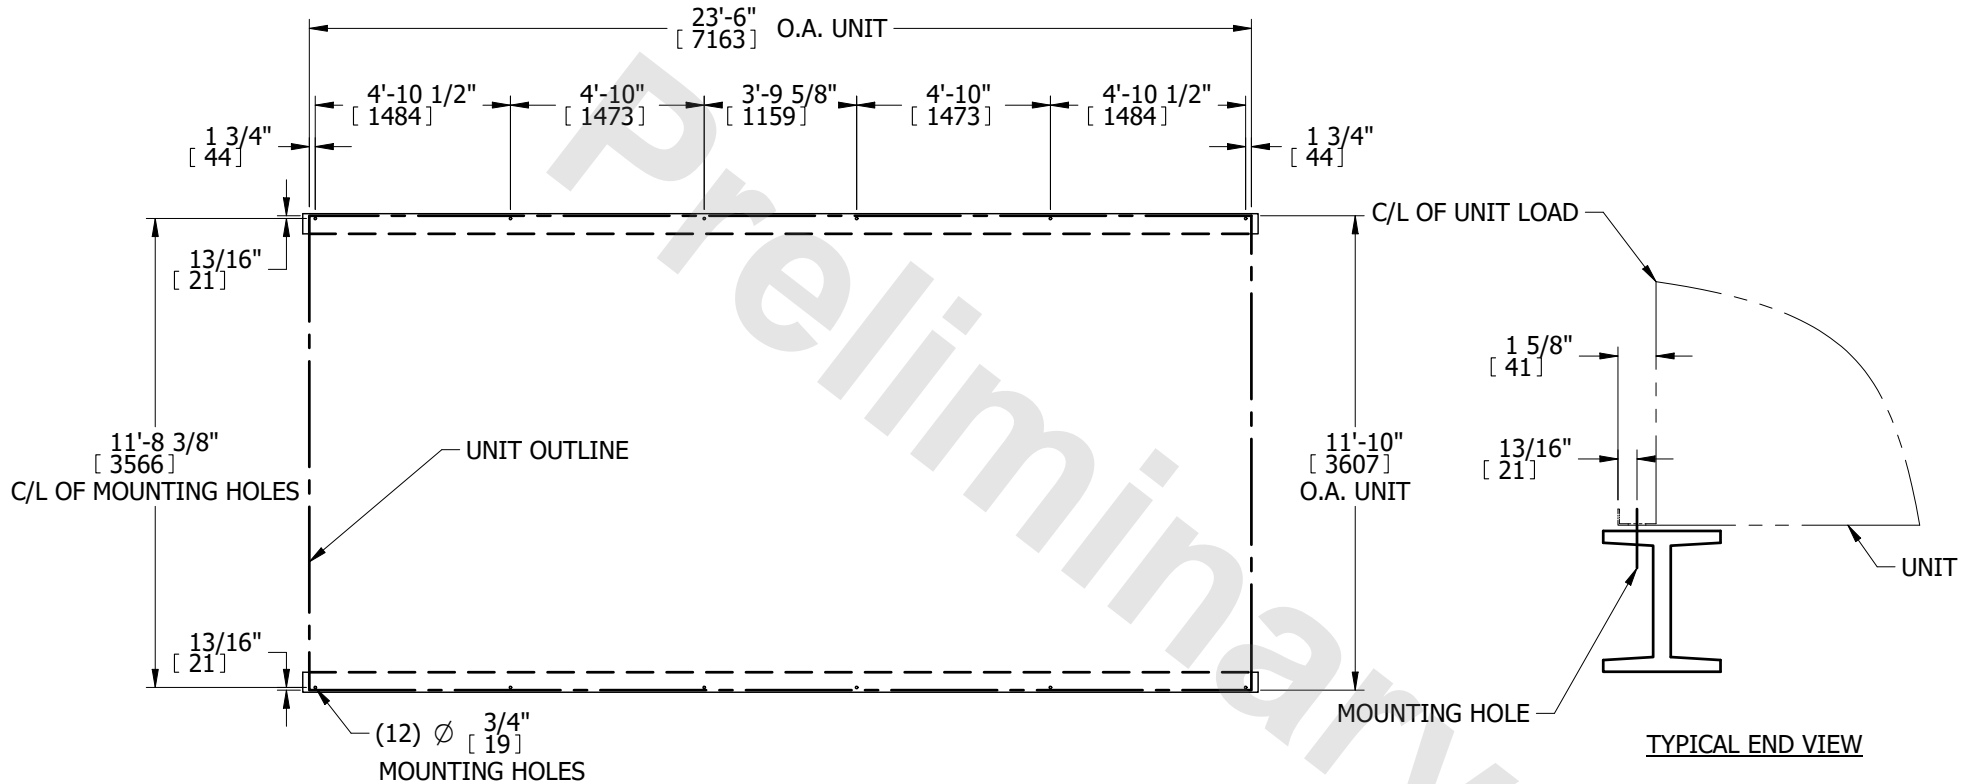 23'-6"
[ 7163] O.A. UNIT
4'-10 1/2"
[ 1484]
4'-10"
[ 1473]
3'-9 5/8"
[ 1159]
4'-10"
[ 1473]
4'-10 1/2"
[ 1484]
1 3/4"
[ 44]
1 3/4"
[ 44]
13/16"
[ 21]
11'-8 3/8"
[ 3566]
C/L OF MOUNTING HOLES
UNIT OUTLINE
11'-10"
[ 3607]
O.A. UNIT
13/16"
[ 21]
(12) Ø 3/4"
[ 19]
MOUNTING HOLES
C/L OF UNIT LOAD
1 5/8"
[ 41]
13/16"
[ 21]
UNIT
MOUNTING HOLE
TYPICAL END VIEW
Preliminary